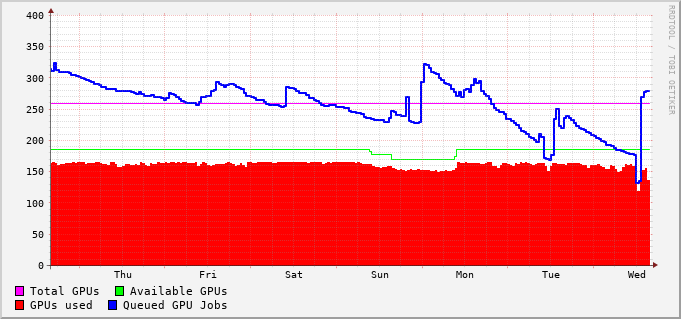 400
350
300
250
200
150
100
50
0
Thu Fri Sat Sun Mon Tue Wed
Total GPUs Available GPUs
GPUs used Queued GPU Jobs
RRDTOOL / TOBI OETIKER